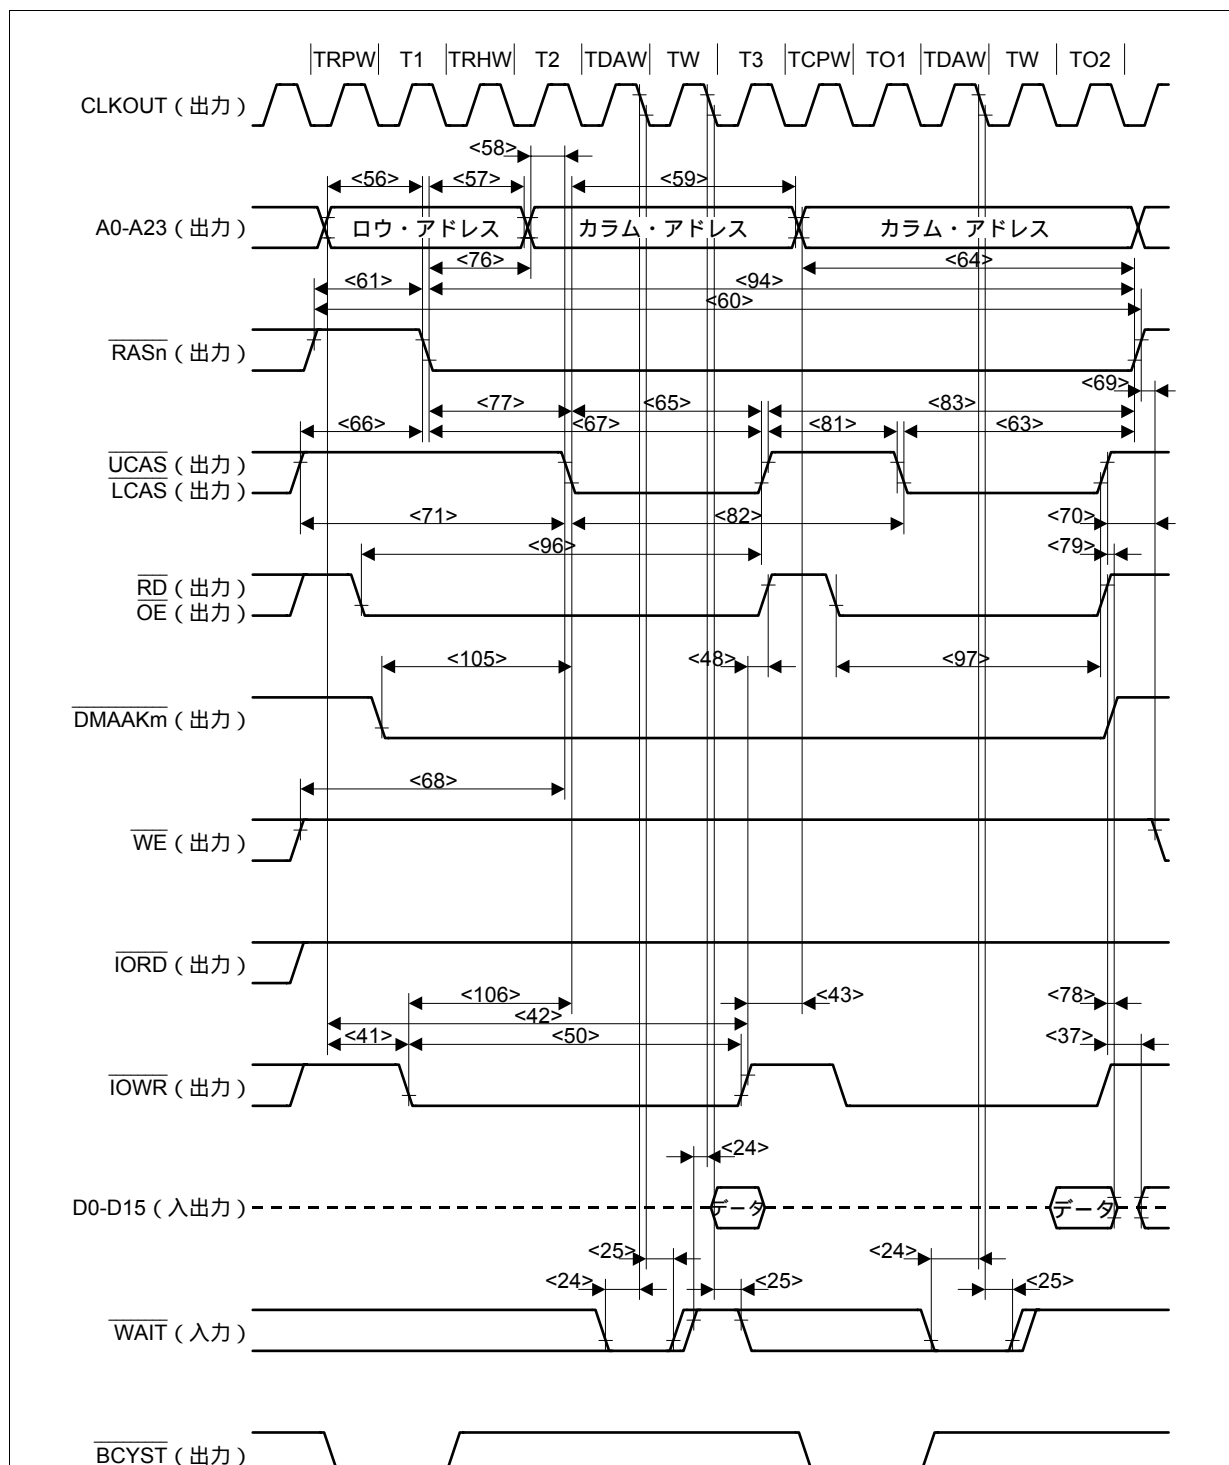 TRPW T1 TRHW T2 TDAW TW T3 TCPW TO1 TDAW TW TO2
CLKOUT（出力）
<58>
<56> <57> <59>
A0-A23（出力） ロウ・アドレス カラム・アドレス カラム・アドレス
<76> <64>
<61> <94>
<60>
RASn（出力）
<69>
<77> <65> <83>
<66> <67> <81> <63>
UCAS（出力）
LCAS（出力）
<71> <82> <70>
<96> <79>
RD（出力）
OE（出力）
<105> <48> <97>
DMAAKm（出力）
<68>
WE（出力）
IORD（出力）
<106> <43> <78>
<42>
<41> <50> <37>
IOWR（出力）
<24>
D0-D15（入出力） データ データ
<25> <24>
<24> <25> <25>
WAIT（入力）
BCYST（出力）